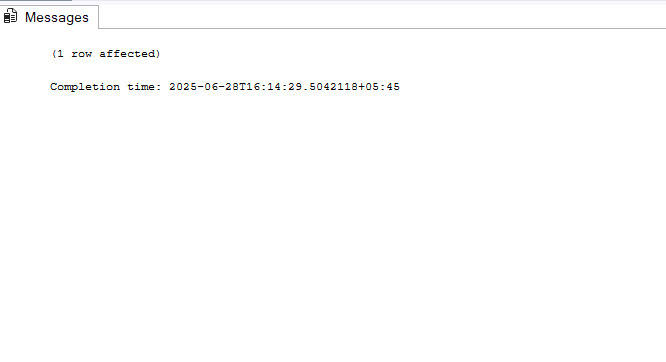 Messages
(1 row affected)
Completion time: 2025-06-28T16:14:29.5042118+05:45